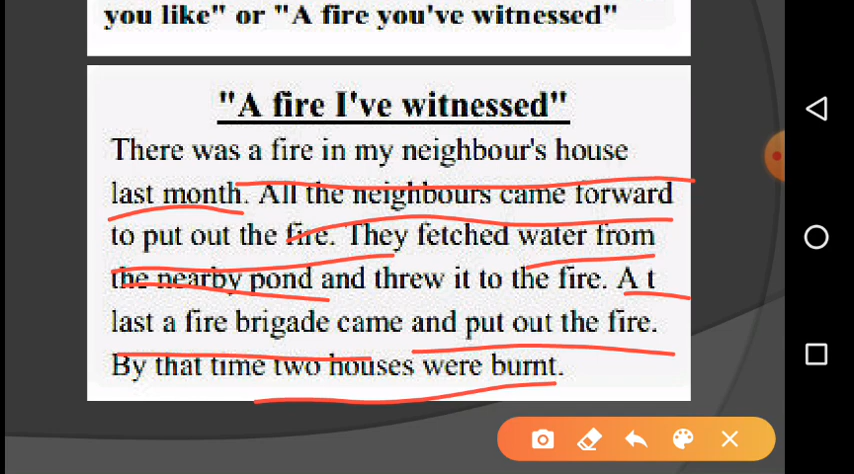 you like" or "A fire you've witnessed"
"A fire I've witnessed"
There was a fire in my neighbour's house
last month. All the neighbours came forward
to put out the fire. They fetched water from
the nearby pond and threw it to the fire. A t
last a fire brigade came and put out the fire.
By that time two houses were burnt.